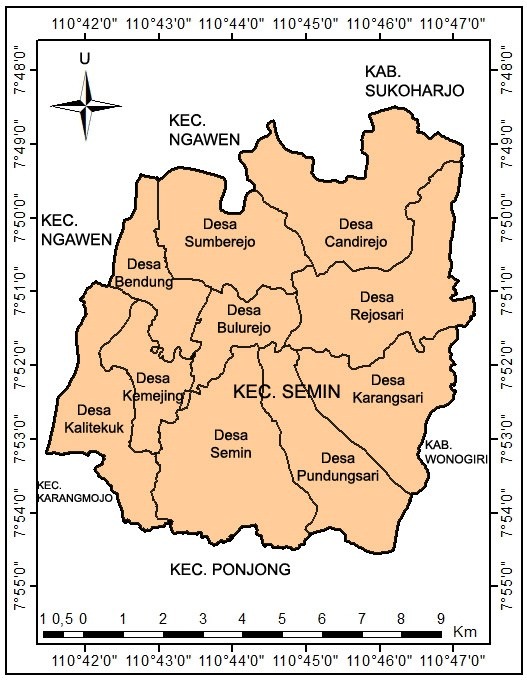 110°42'0" 110°43'0" 110°44'0" 110°45'0" 110°46'0" 110°47'0"
7°48'0" 7°48'0"
U
KAB.
SUKOHARJO
KEC.
NGAWEN
7°49'0" 7°49'0"
7°50'0" 7°50'0"
KEC.
NGAWEN
Desa
Sumberejo
Desa
Candirejo
Desa
Bendung
7°51'0" 7°51'0"
Desa
Bulurejo
Desa
Rejosari
7°52'0" 7°52'0"
Desa
Kemejing
KEC. SEMIN
Desa
Karangsari
Desa
Kalitekuk
7°53'0" 7°53'0"
Desa
Semin
Desa
Pundungsari
KAB.
WONOGIRI
KEC.
KARANGMOJO
7°54'0" 7°54'0"
KEC. PONJONG
7°55'0" 7°55'0"
1 0,5 0 1 2 3 4 5 6 7 8 9
Km
110°42'0" 110°43'0" 110°44'0" 110°45'0" 110°46'0" 110°47'0"